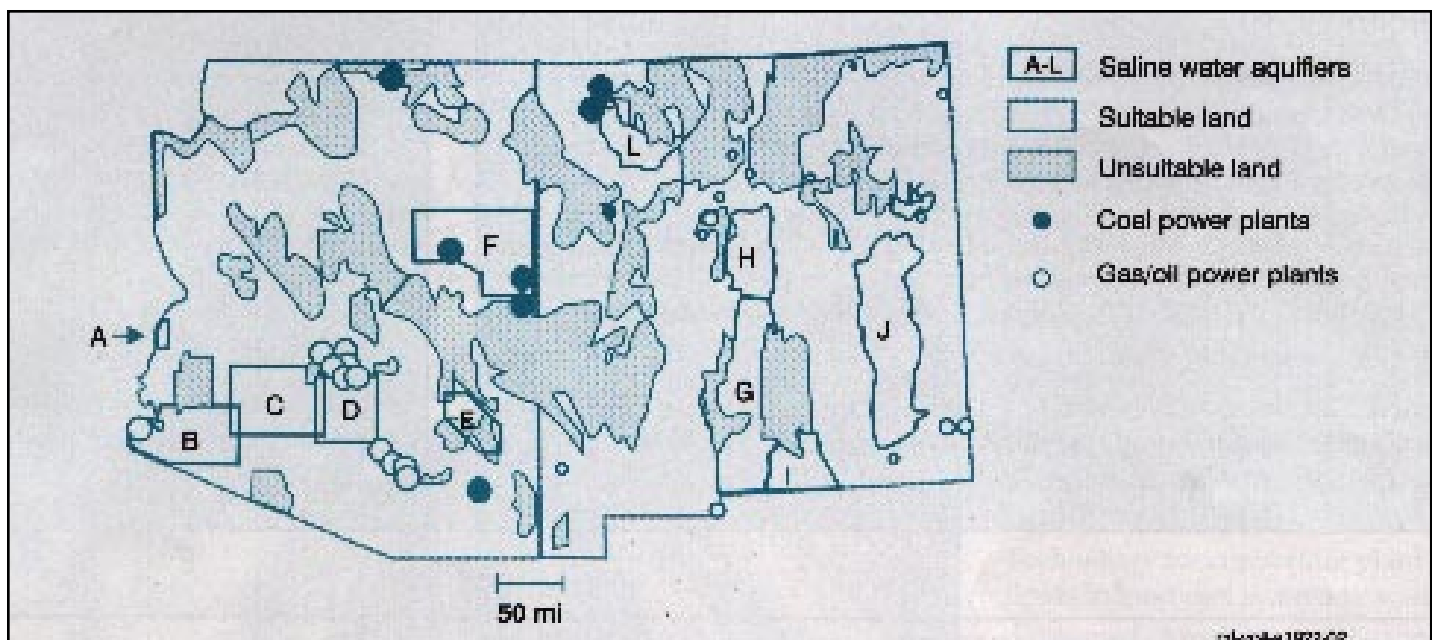 A-L Saline water aquifiers
Suitable land
Unsuitable land
Coal power plants
Gas/oil power plants
L
K
F
H
A
J
G
C
D
E
B
I
50 mi